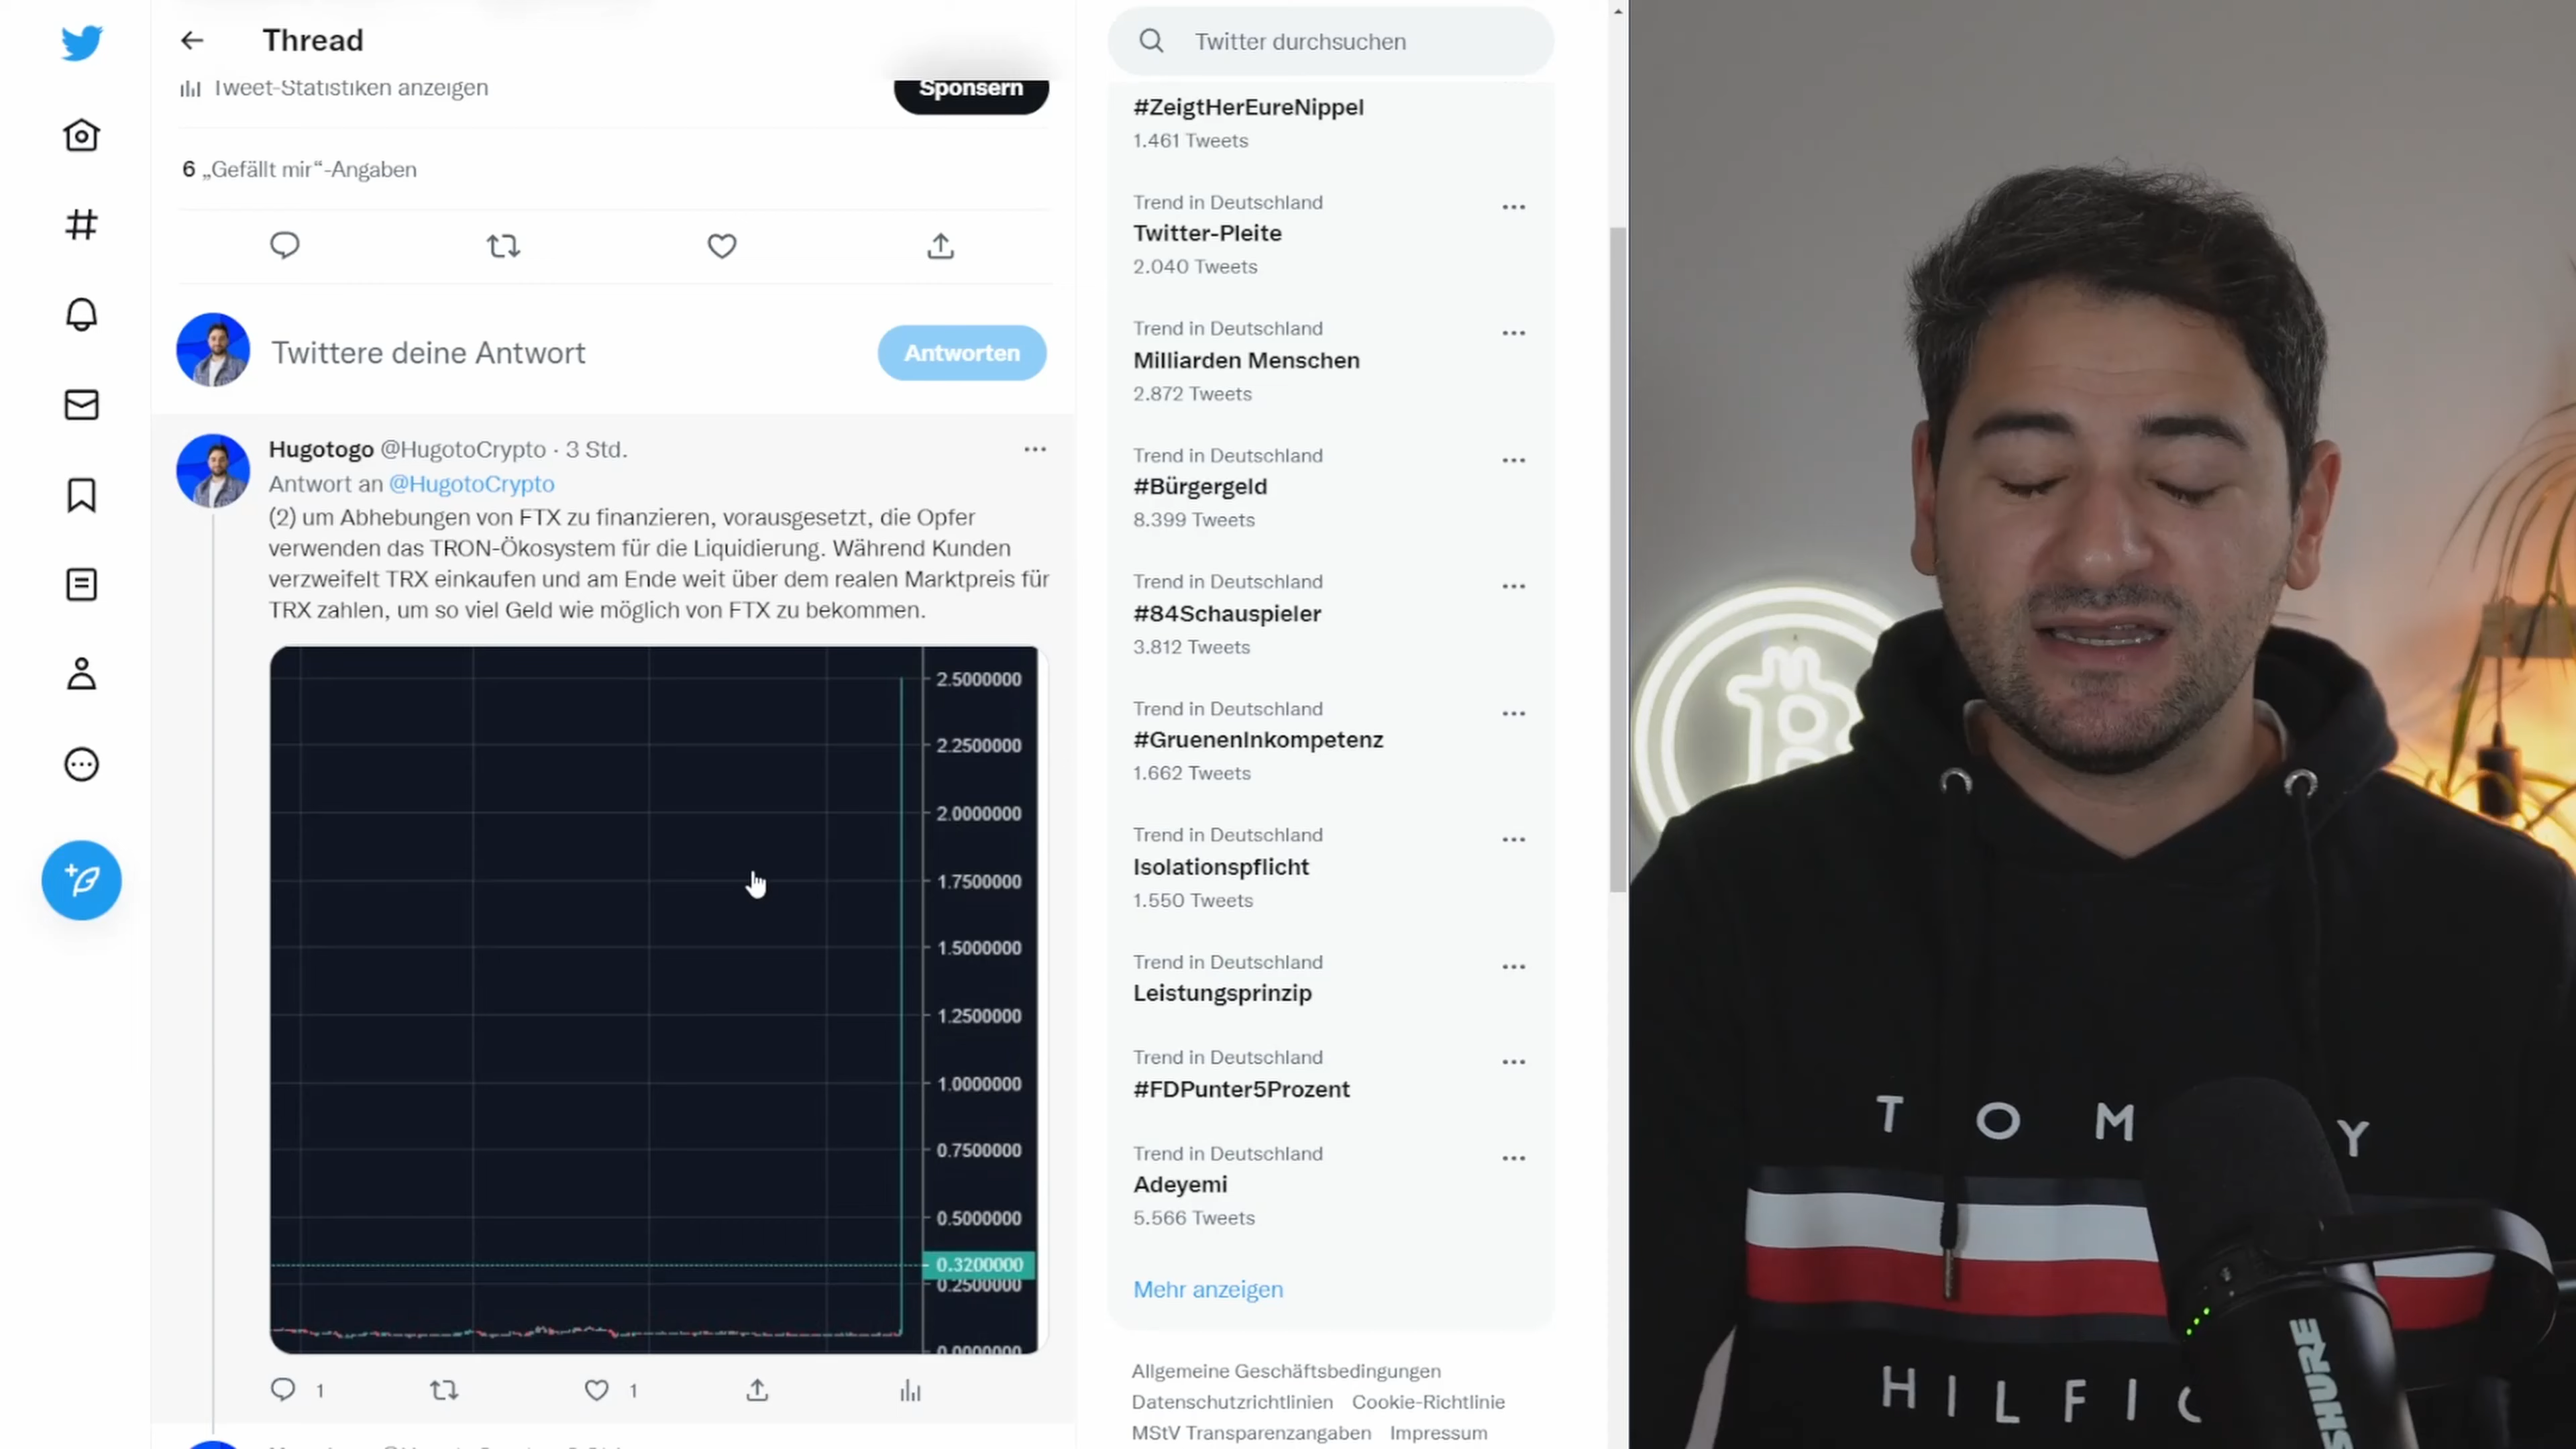 Thread
Tweet-Statistiken anzeigen
Sponsern
6 „Gefällt mir“-Angaben
Twittere deine Antwort
Antworten
Hugotogo @HugotoCrypto · 3 Std.
Antwort an @HugotoCrypto
(2) um Abhebungen von FTX zu finanzieren, vorausgesetzt, die Opfer
verwenden das TRON-Ökosystem für die Liquidierung. Während Kunden
verzweifelt TRX einkaufen und am Ende weit über dem realen Marktpreis für
TRX zahlen, um so viel Geld wie möglich von FTX zu bekommen.
2.5000000
2.2500000
2.0000000
1.7500000
1.5000000
1.2500000
1.0000000
0.7500000
0.5000000
0.3200000
0.2500000
0.0000000
1
1
Twitter durchsuchen
#ZeigtHerEureNippel
1.461 Tweets
Trend in Deutschland
Twitter-Pleite
2.040 Tweets
Trend in Deutschland
Milliarden Menschen
2.872 Tweets
Trend in Deutschland
#Bürgergeld
8.399 Tweets
Trend in Deutschland
#84Schauspieler
3.812 Tweets
Trend in Deutschland
#GruenenInkompetenz
1.662 Tweets
Trend in Deutschland
Isolationspflicht
1.550 Tweets
Trend in Deutschland
Leistungsprinzip
Trend in Deutschland
#FDPunter5Prozent
Trend in Deutschland
Adeyemi
5.566 Tweets
Mehr anzeigen
Allgemeine Geschäftsbedingungen
Datenschutzrichtlinien Cookie-Richtlinie
MStV Transparenzangaben Impressum
TOM Y
HILFI
SHURE